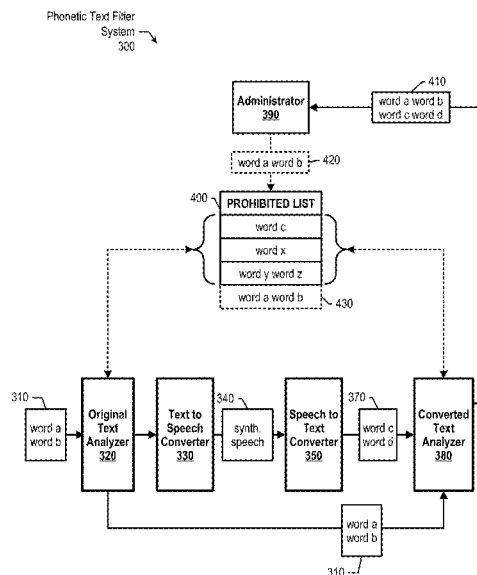 Phonetic Text Filter
System
300
410
Administrator
390
word a word b
word c word d
word a word b
420
400
PROHIBITED LIST
word c
word x
word y word z
word a word b
430
310
word a
word b
Original
Text
Analyzer
320
Text to
Speech
Converter
330
340
synth.
speech
Speech to
Text
Converter
350
370
word c
word d
Converted
Text
Analyzer
380
word a
word b
310